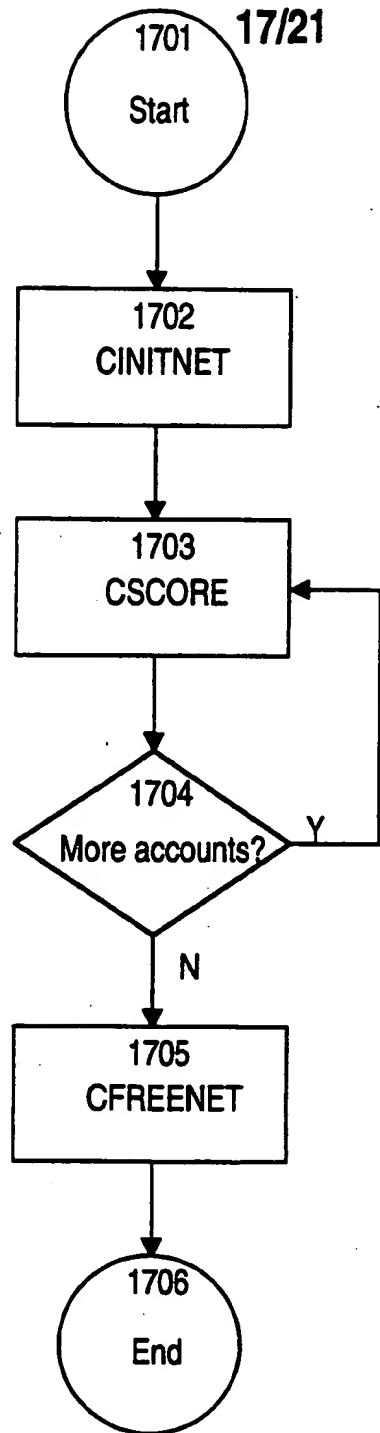 17/21
1701
Start
1702
CINITNET
1703
CSCORE
1704
More accounts?
Y
N
1705
CFREENET
1706
End